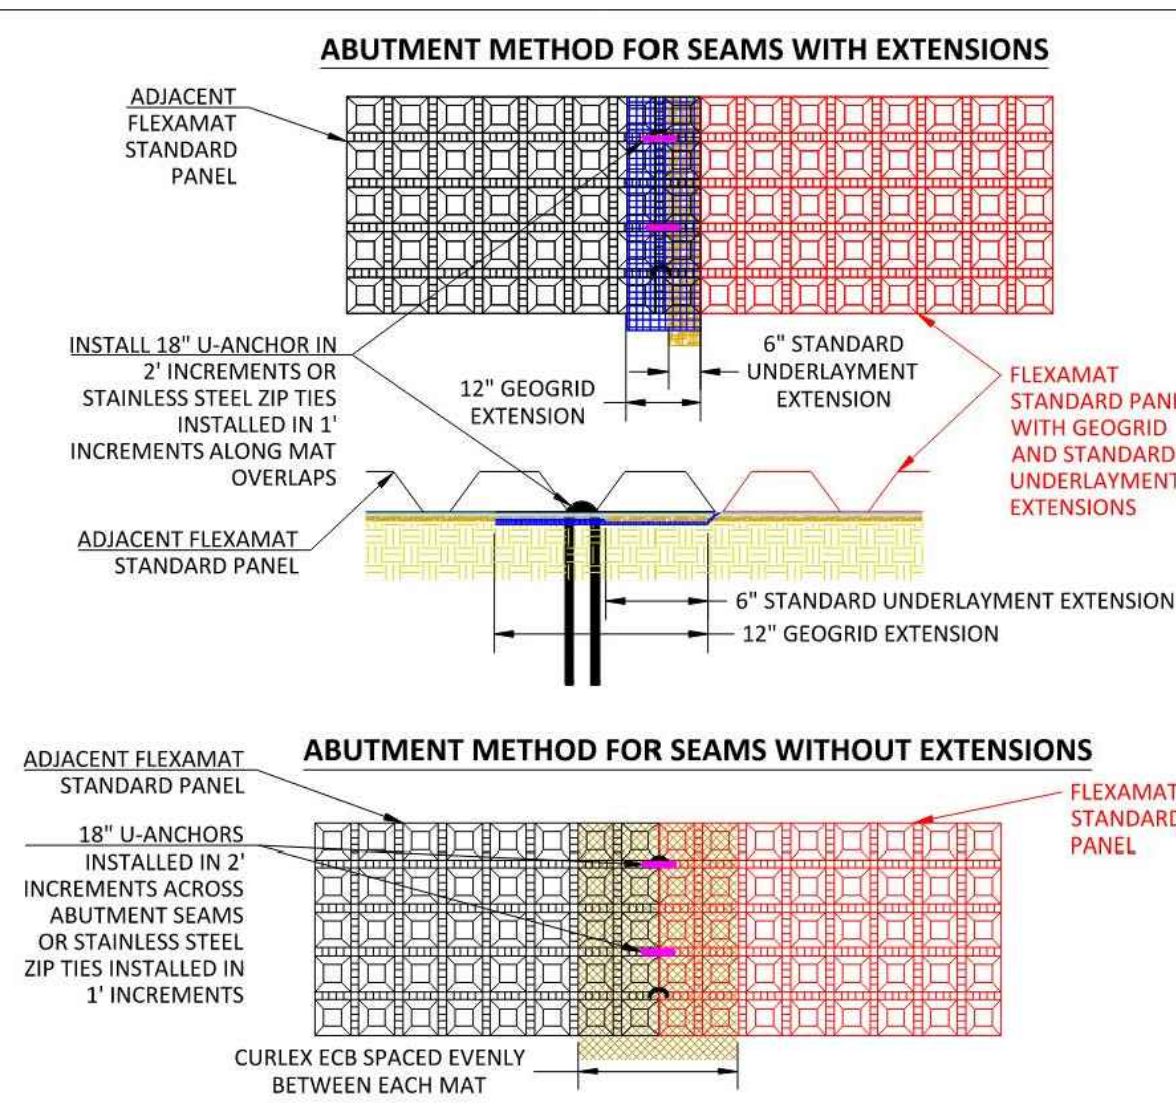 ABUTMENT METHOD FOR SEAMS WITH EXTENSIONS
ADJACENT
FLEXAMAT
STANDARD
PANEL
INSTALL 18" U-ANCHOR IN
2' INCREMENTS OR
STAINLESS STEEL ZIP TIES
INSTALLED IN 1'
INCREMENTS ALONG MAT
OVERLAPS
12" GEOGRID
EXTENSION
6" STANDARD
UNDERLAYMENT
EXTENSION
FLEXAMAT
STANDARD PAN
WITH GEOGRID
AND STANDARD
UNDERLAYMENT
EXTENSIONS
ADJACENT FLEXAMAT
STANDARD PANEL
6" STANDARD UNDERLAYMENT EXTENSION
12" GEOGRID EXTENSION
ABUTMENT METHOD FOR SEAMS WITHOUT EXTENSIONS
ADJACENT FLEXAMAT
STANDARD PANEL
18" U-ANCHORS
INSTALLED IN 2'
INCREMENTS ACROSS
ABUTMENT SEAMS
OR STAINLESS STEEL
ZIP TIES INSTALLED IN
1' INCREMENTS
FLEXAMAT
STANDARD
PANEL
CURLEX ECB SPACED EVENLY
BETWEEN EACH MAT